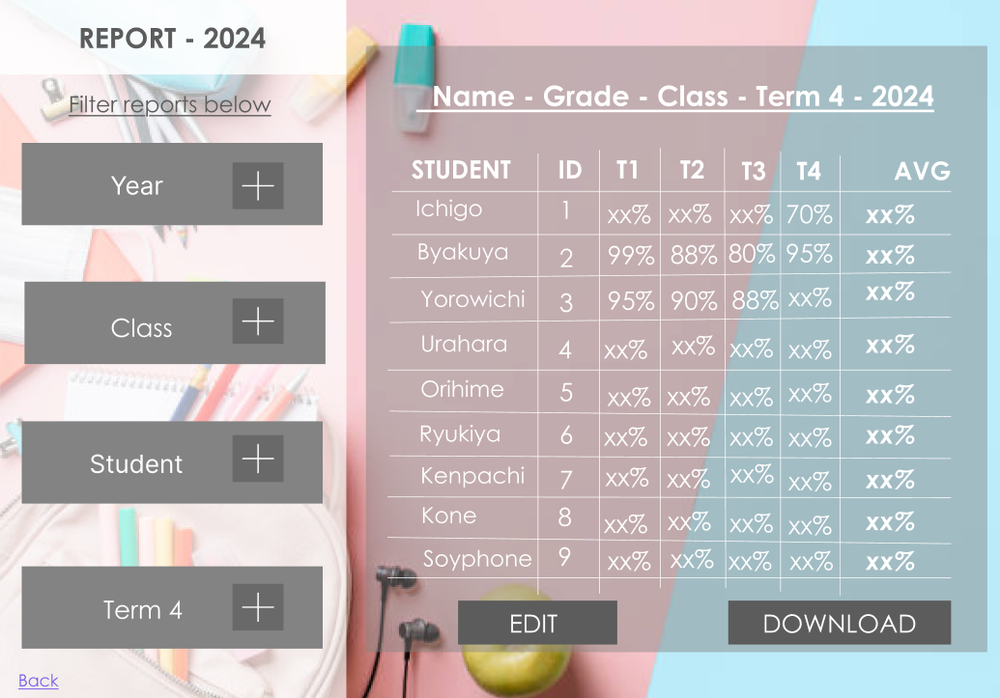 REPORT - 2024
Filter reports below
Year
Class
Student
Term 4
Back
Name - Grade - Class - Term 4 - 2024
STUDENT ID T1 T2 T3 T4 AVG
Ichigo 1 xx% xx% xx% 70% xx%
Byakuya 2 99% 88% 80% 95% xx%
Yorowichi 3 95% 90% 88% xx% xx%
Urahara 4 xx% xx% xx% xx% xx%
Orihime 5 xx% xx% xx% xx% xx%
Ryukiya 6 xx% xx% xx% xx% xx%
Kenpachi 7 xx% xx% xx% xx% xx%
Kone 8 xx% xx% xx% xx% xx%
Soyphone 9 xx% xx% xx% xx% xx%
EDIT DOWNLOAD